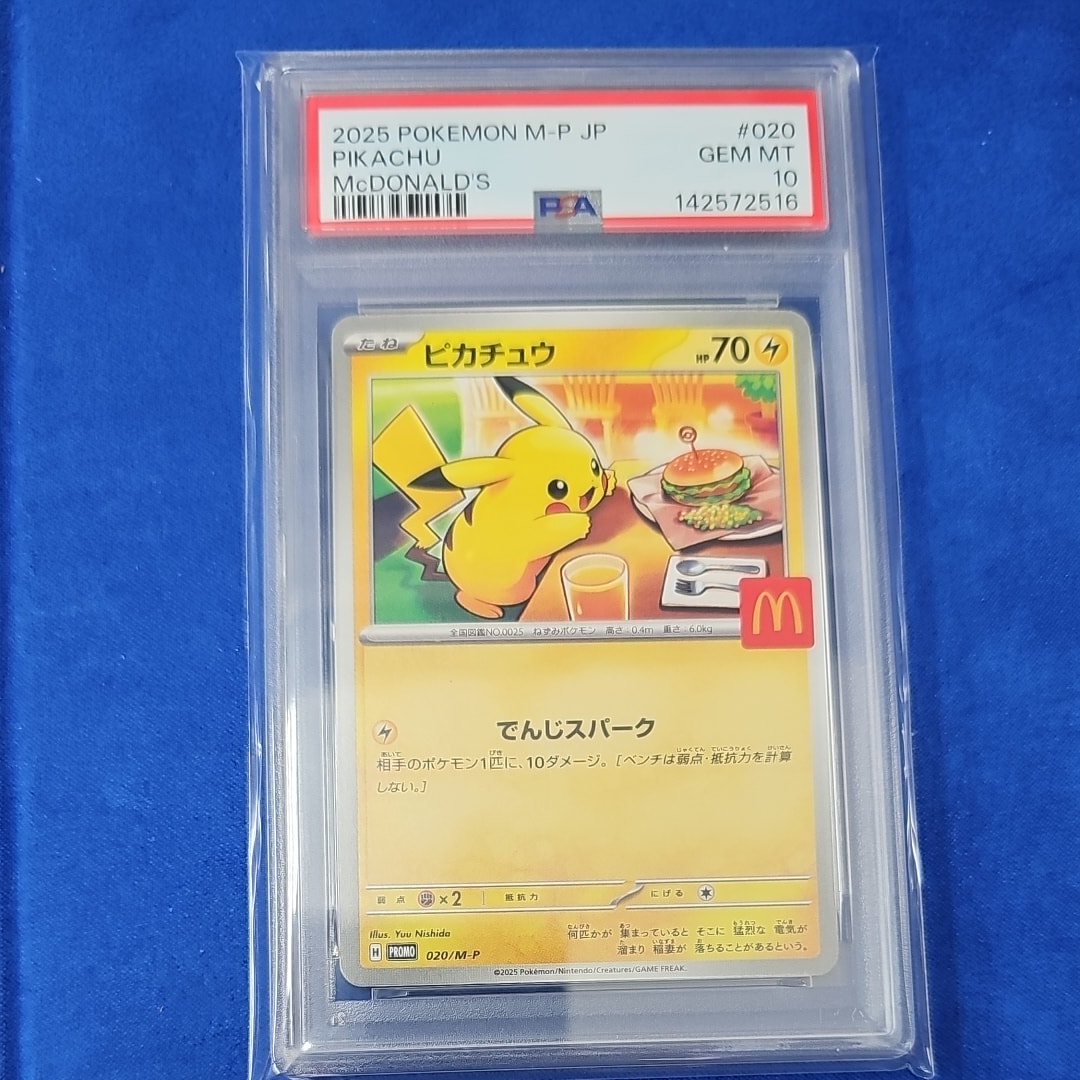 2025 POKEMON M-P JP #020
PIKACHU GEM MT
McDONALD'S 10
PSA 142572516
たね ピカチュウ HP 70
全国図鑑NO.0025 ねずみポケモン 高さ:0.4m 重さ:6.0kg
でんじスパーク
相手のポケモン1匹に、10ダメージ。[ベンチは弱点・抵抗力を計算
しない。]
弱点 ×2 抵抗力 にげる
Illus. Yuu Nishida
何匹かが 集まっていると そこに 猛烈な 電気が
溜まり 稲妻が 落ちることがあるという。
H PROMO 020/M-P
©2025 Pokémon/Nintendo/Creatures/GAME FREAK.